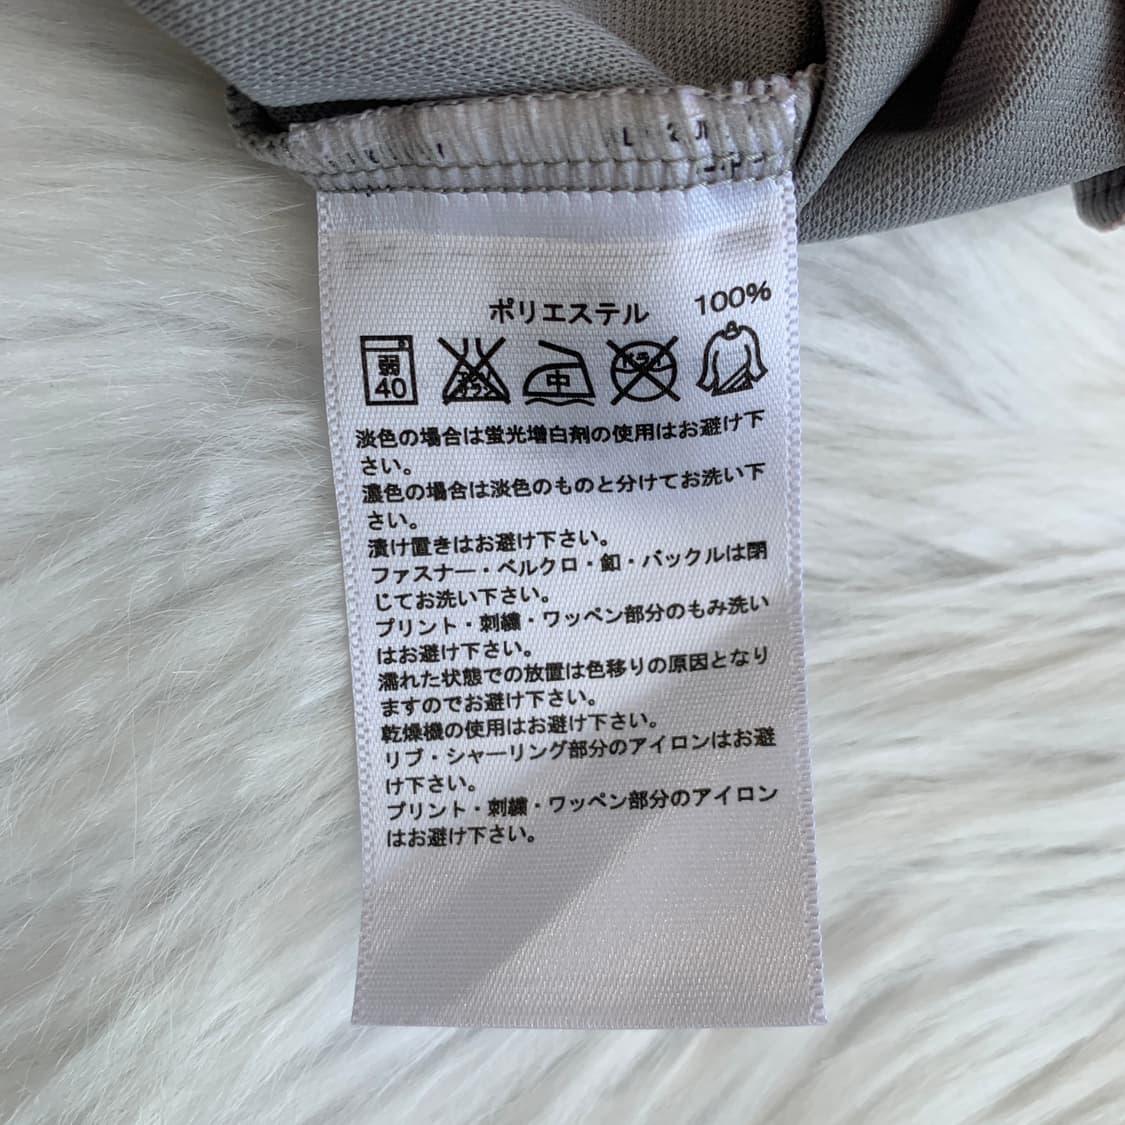 ポリエステル 100%
弱
40
エンソ
サラシ
中
ドライ
淡色の場合は蛍光増白剤の使用はお避け下
さい。
濃色の場合は淡色のものと分けてお洗い下
さい。
漬け置きはお避け下さい。
ファスナー・ベルクロ・釦・バックルは閉
じてお洗い下さい。
プリント・刺繍・ワッペン部分のもみ洗い
はお避け下さい。
濡れた状態での放置は色移りの原因となり
ますのでお避け下さい。
乾燥機の使用はお避け下さい。
リブ・シャーリング部分のアイロンはお避
け下さい。
プリント・刺繍・ワッペン部分のアイロン
はお避け下さい。